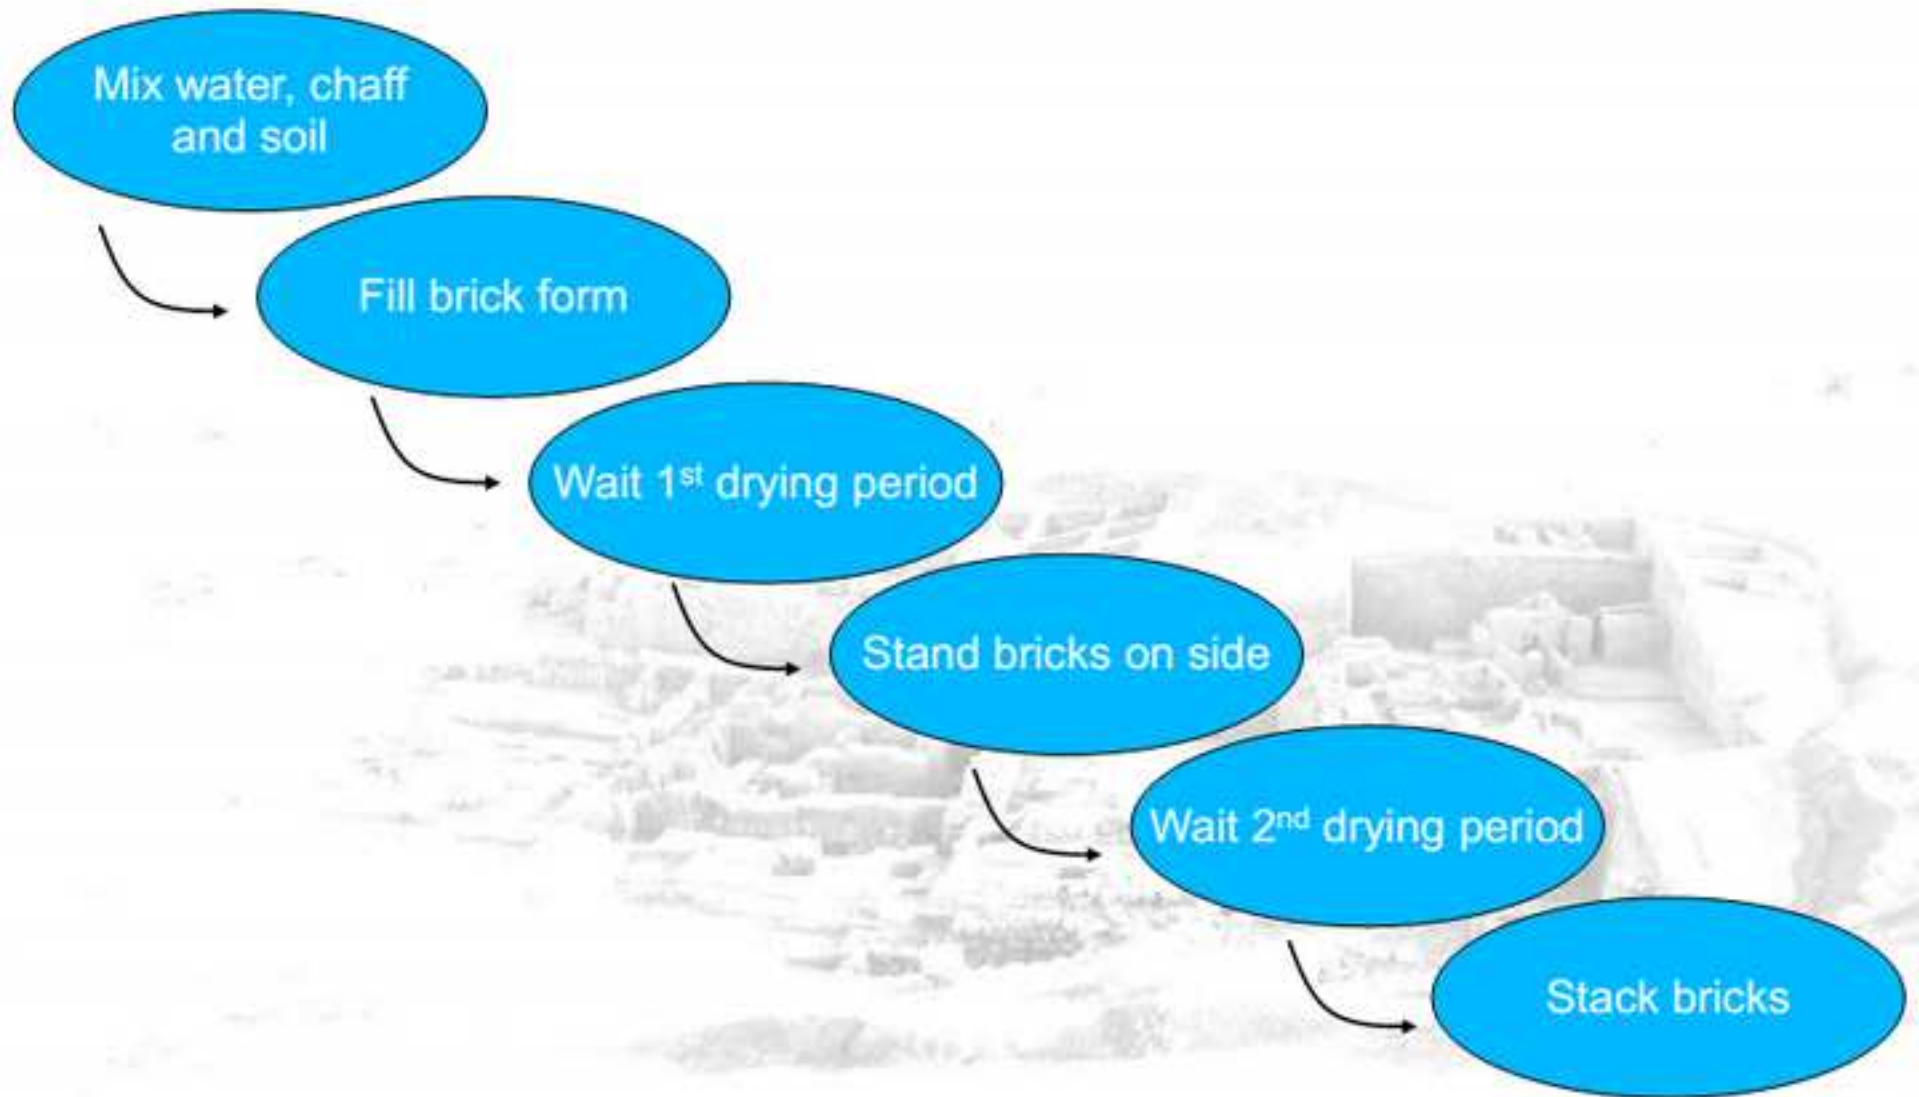 Mix water, chaff
and soil
Fill brick form
Wait 1st drying period
Stand bricks on side
Wait 2nd drying period
Stack bricks